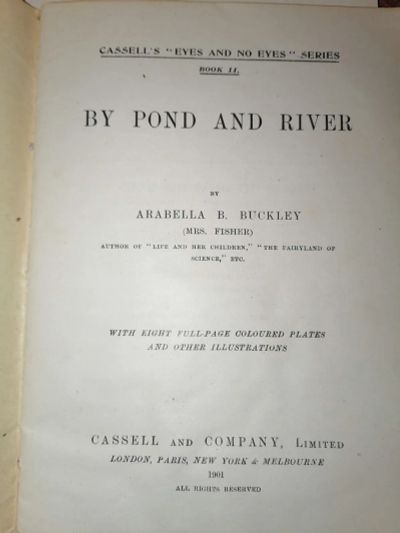 CASSELL'S "EYES AND NO EYES" SERIES
BOOK II.
BY POND AND RIVER
BY
ARABELLA B. BUCKLEY
(MRS. FISHER)
AUTHOR OF "LIFE AND HER CHILDREN," "THE FAIRYLAND OF
SCIENCE," ETC.
WITH EIGHT FULL-PAGE COLOURED PLATES
AND OTHER ILLUSTRATIONS
CASSELL AND COMPANY, LIMITED
LONDON, PARIS, NEW YORK & MELBOURNE
1901
ALL RIGHTS RESERVED